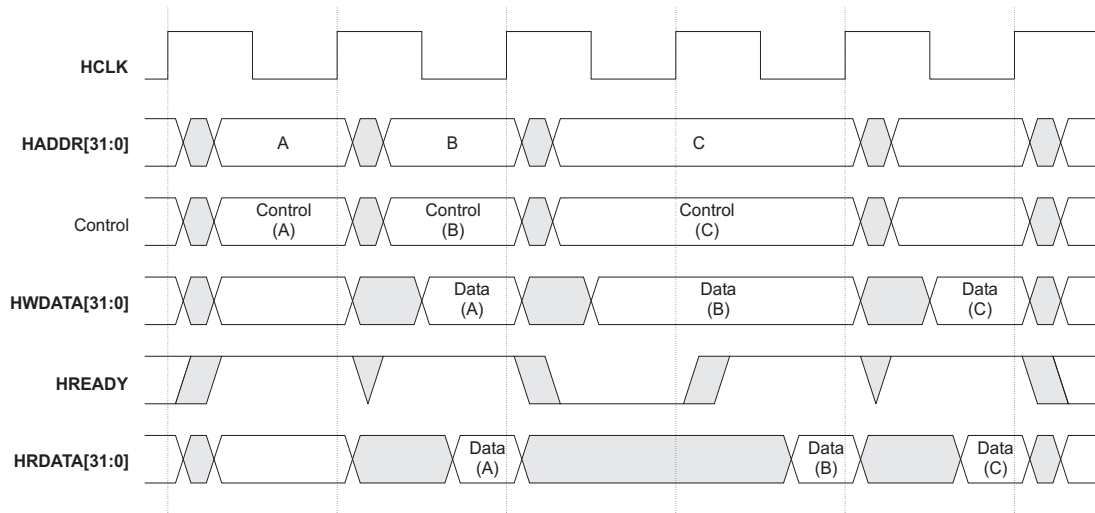 HCLK
HADDR[31:0]
A
B
C
Control
Control
(A)
Control
(B)
Control
(C)
HWDATA[31:0]
Data
(A)
Data
(B)
Data
(C)
HREADY
HRDATA[31:0]
Data
(A)
Data
(B)
Data
(C)